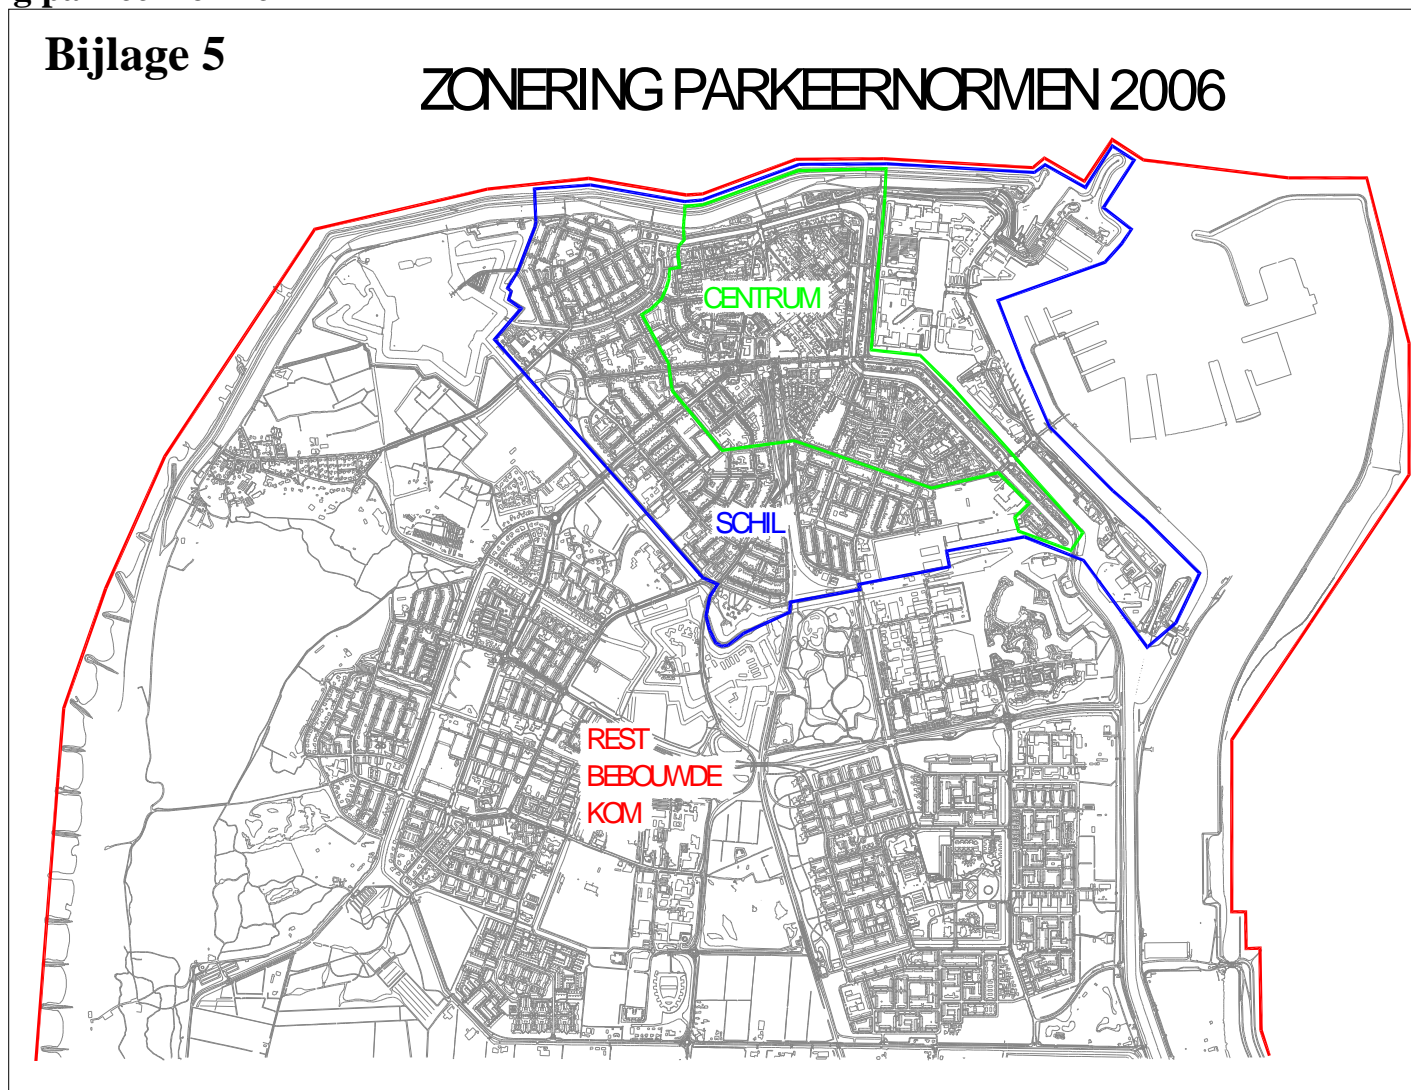 Bijlage 5
ZONERING PARKEERNORMEN 2006
CENTRUM
SCHIL
REST
BEBOUWDE
KOM